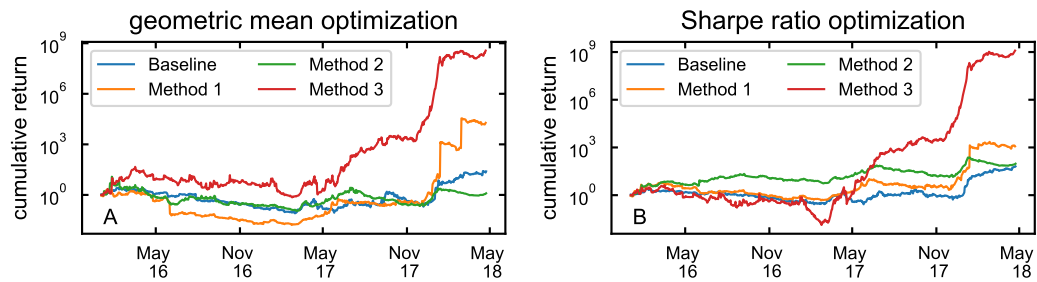 geometric mean optimization
cumulative return
10^9
10^6
10^3
10^0
Baseline
Method 1
Method 2
Method 3
A
May 16
Nov 16
May 17
Nov 17
May 18
Sharpe ratio optimization
cumulative return
10^9
10^6
10^3
10^0
Baseline
Method 1
Method 2
Method 3
B
May 16
Nov 16
May 17
Nov 17
May 18